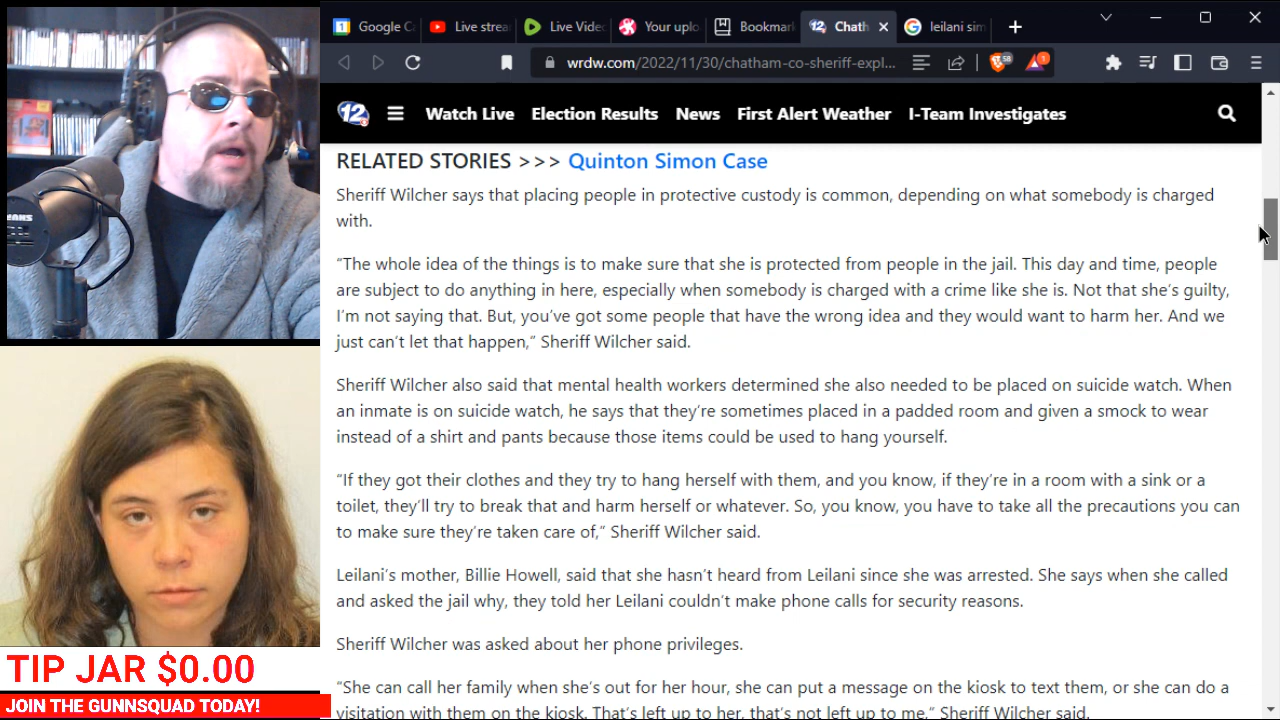 Google C
Live strea
Live Vide
Your uplo
Bookmar
Chath
leilani sim
wrdw.com/2022/11/30/chatham-co-sheriff-expl...
58
1
12
Watch Live
Election Results
News
First Alert Weather
I-Team Investigates
RELATED STORIES >>> Quinton Simon Case
Sheriff Wilcher says that placing people in protective custody is common, depending on what somebody is charged
with.
“The whole idea of the things is to make sure that she is protected from people in the jail. This day and time, people
are subject to do anything in here, especially when somebody is charged with a crime like she is. Not that she’s guilty,
I’m not saying that. But, you’ve got some people that have the wrong idea and they would want to harm her. And we
just can’t let that happen,” Sheriff Wilcher said.
Sheriff Wilcher also said that mental health workers determined she also needed to be placed on suicide watch. When
an inmate is on suicide watch, he says that they’re sometimes placed in a padded room and given a smock to wear
instead of a shirt and pants because those items could be used to hang yourself.
“If they got their clothes and they try to hang herself with them, and you know, if they’re in a room with a sink or a
toilet, they’ll try to break that and harm herself or whatever. So, you know, you have to take all the precautions you can
to make sure they’re taken care of,” Sheriff Wilcher said.
Leilani’s mother, Billie Howell, said that she hasn’t heard from Leilani since she was arrested. She says when she called
and asked the jail why, they told her Leilani couldn’t make phone calls for security reasons.
Sheriff Wilcher was asked about her phone privileges.
“She can call her family when she’s out for her hour, she can put a message on the kiosk to text them, or she can do a
visitation with them on the kiosk. That’s left up to her, that’s not left up to me,” Sheriff Wilcher said.
TIP JAR $0.00
JOIN THE GUNNSQUAD TODAY!